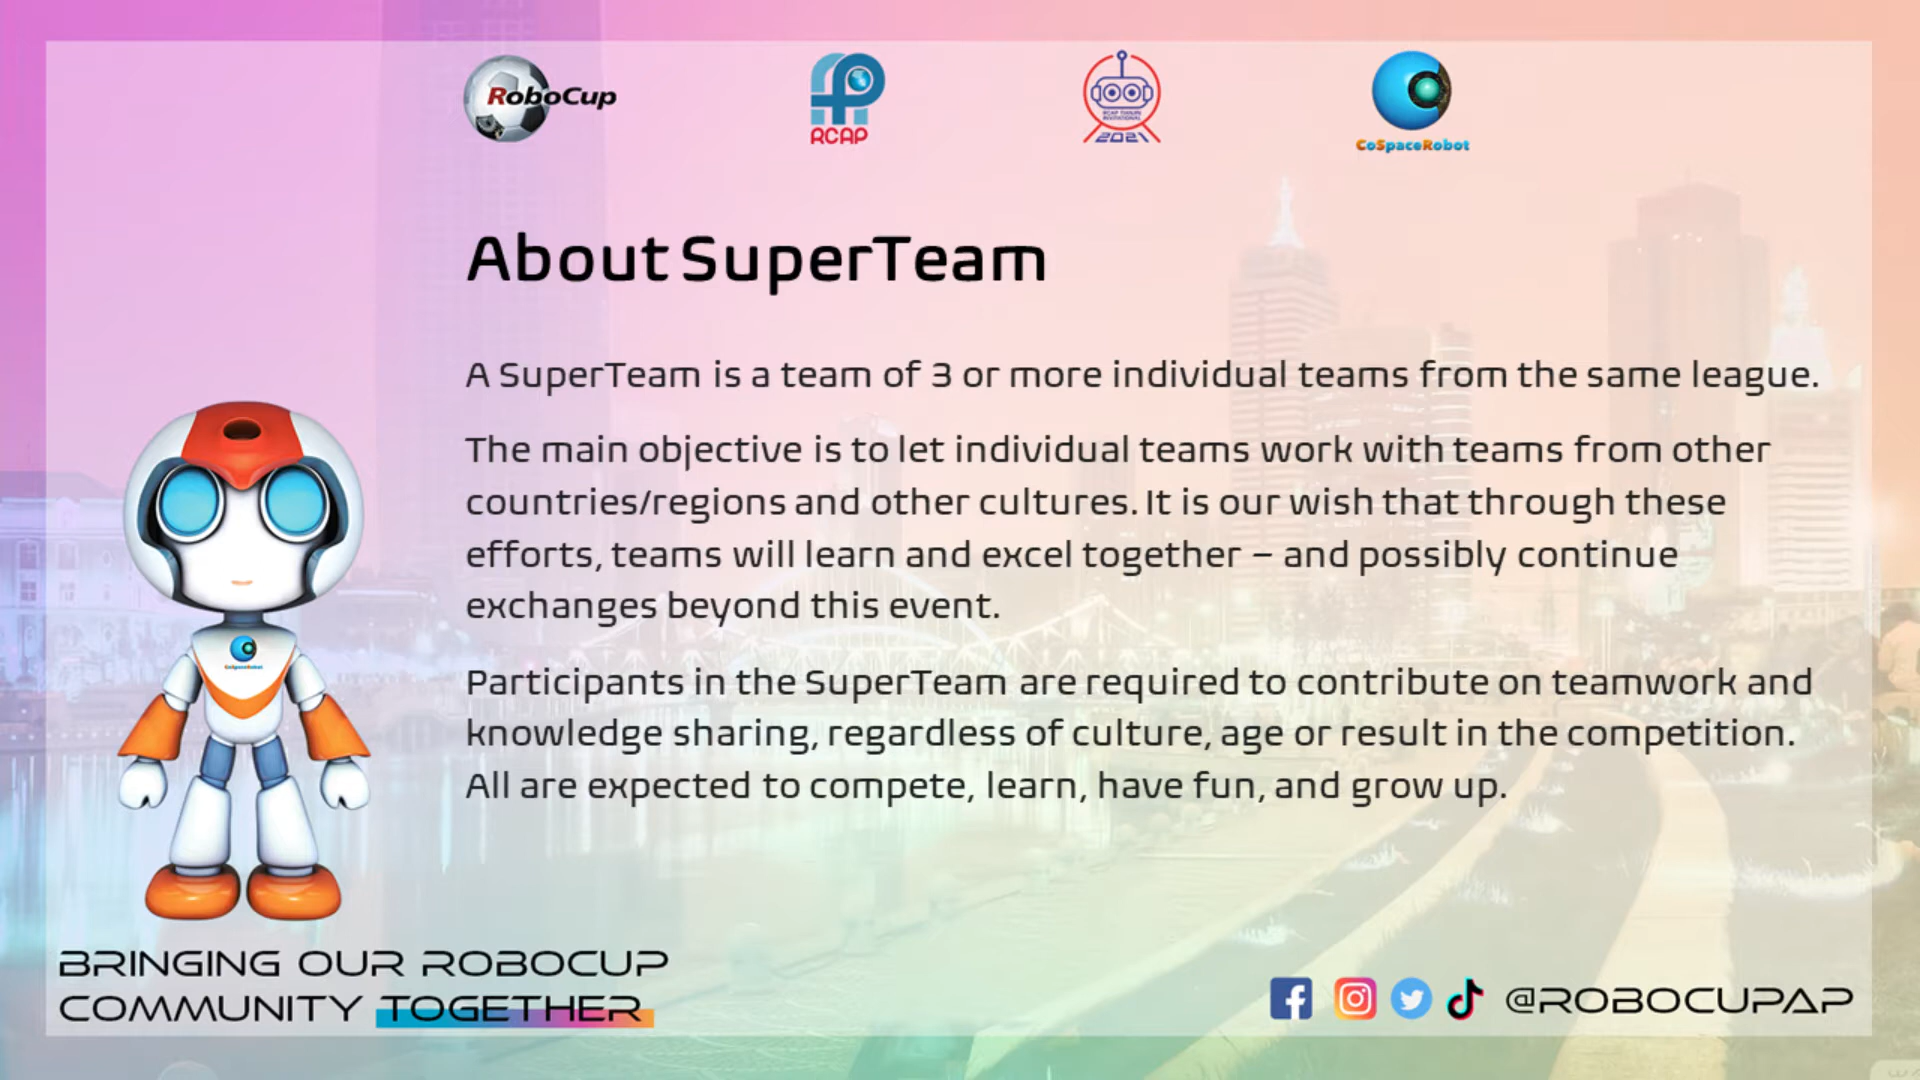 RoboCup
RCAP
RCAP TIANJIN
INVITATIONAL
2021
CoSpaceRobot
About SuperTeam
A SuperTeam is a team of 3 or more individual teams from the same league.
The main objective is to let individual teams work with teams from other
countries/regions and other cultures. It is our wish that through these
efforts, teams will learn and excel together – and possibly continue
exchanges beyond this event.
Participants in the SuperTeam are required to contribute on teamwork and
knowledge sharing, regardless of culture, age or result in the competition.
All are expected to compete, learn, have fun, and grow up.
CoSpaceRobot
BRINGING OUR ROBOCUP
COMMUNITY TOGETHER
@ROBOCUPAP